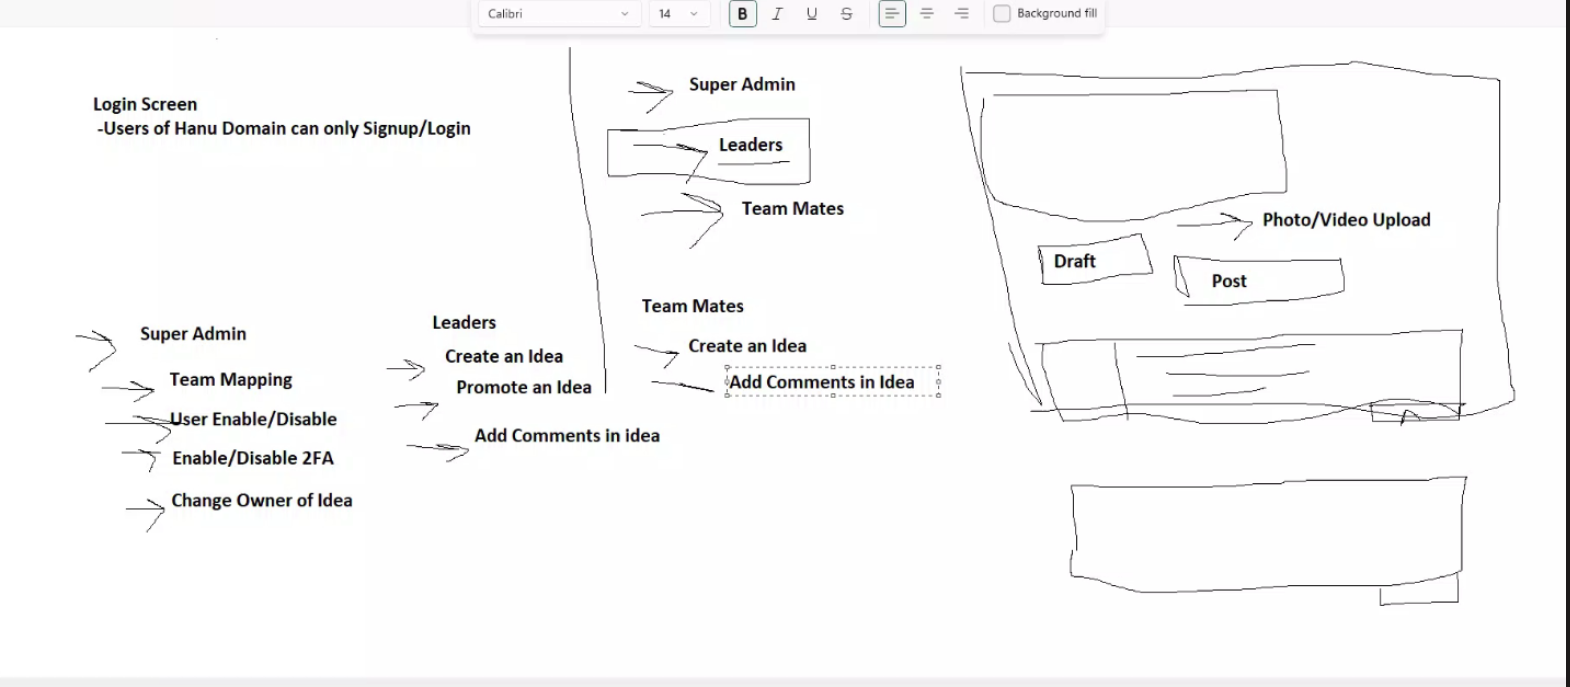 Calibri
14
B
I
U
S
Background fill
Login Screen
-Users of Hanu Domain can only Signup/Login
Super Admin
Leaders
Team Mates
Photo/Video Upload
Draft
Post
Super Admin
Team Mapping
User Enable/Disable
Enable/Disable 2FA
Change Owner of Idea
Leaders
Create an Idea
Promote an Idea
Add Comments in idea
Team Mates
Create an Idea
Add Comments in Idea